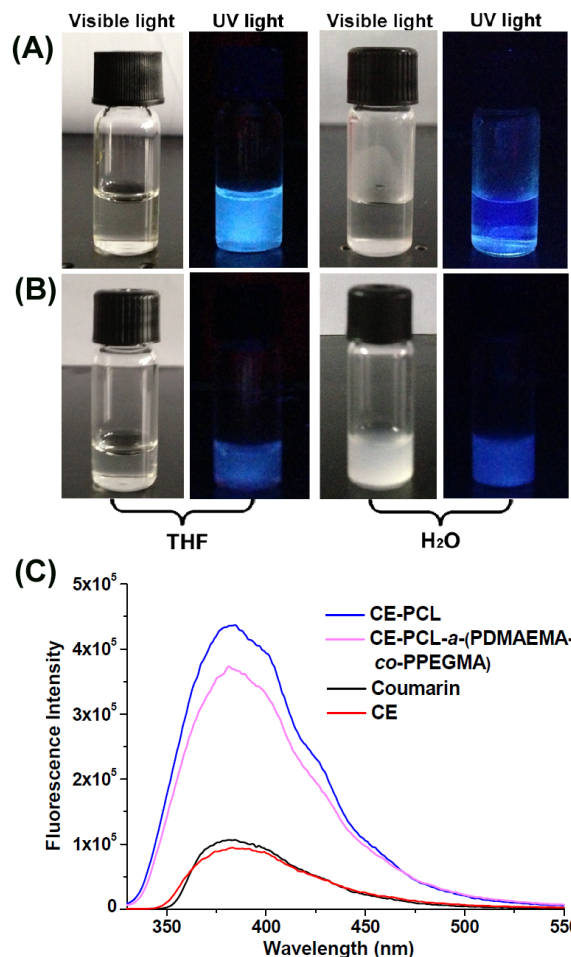 Visible light UV light Visible light UV light
(A)
(B)
THF H₂O
(C)
CE-PCL
CE-PCL-a-(PDMAEMA-
co-PPEGMA)
Coumarin
CE
Fluorescence Intensity
5x10⁵
4x10⁵
3x10⁵
2x10⁵
1x10⁵
0
350 400 450 500 550
Wavelength (nm)